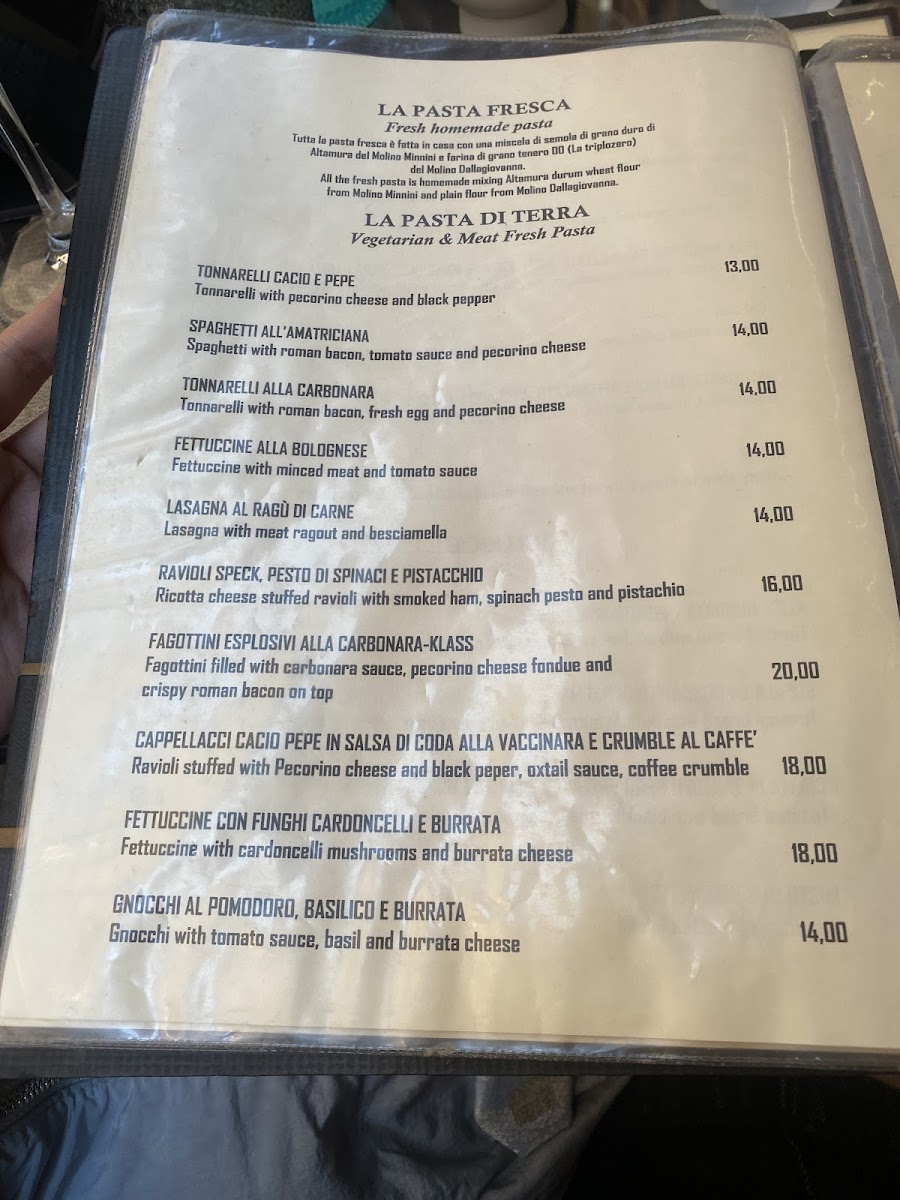 LA PASTA FRESCA
Fresh homemade pasta
Tutta la pasta fresca è fatta in casa con una miscela di semola di grano duro di
Altamura del Molino Minnini e farina di grano tenero 00 (La triplozero)
del Molino Dallagiovanna.
All the fresh pasta is homemade mixing Altamura durum wheat flour
from Molino Minnini and plain flour from Molino Dallagiovanna.
LA PASTA DI TERRA
Vegetarian & Meat Fresh Pasta
TONNARELLI CACIO E PEPE 13,00
Tonnarelli with pecorino cheese and black pepper
SPAGHETTI ALL'AMATRICIANA 14,00
Spaghetti with roman bacon, tomato sauce and pecorino cheese
TONNARELLI ALLA CARBONARA 14,00
Tonnarelli with roman bacon, fresh egg and pecorino cheese
FETTUCCINE ALLA BOLOGNESE 14,00
Fettuccine with minced meat and tomato sauce
LASAGNA AL RAGÙ DI CARNE 14,00
Lasagna with meat ragout and besciamella
RAVIOLI SPECK, PESTO DI SPINACI E PISTACCHIO 16,00
Ricotta cheese stuffed ravioli with smoked ham, spinach pesto and pistachio
FAGOTTINI ESPLOSIVI ALLA CARBONARA-KLASS
Fagottini filled with carbonara sauce, pecorino cheese fondue and 20,00
crispy roman bacon on top
CAPPELLACCI CACIO PEPE IN SALSA DI CODA ALLA VACCINARA E CRUMBLE AL CAFFE'
Ravioli stuffed with Pecorino cheese and black peper, oxtail sauce, coffee crumble 18,00
FETTUCCINE CON FUNGHI CARDONCELLI E BURRATA
Fettuccine with cardoncelli mushrooms and burrata cheese 18,00
GNOCCHI AL POMODORO, BASILICO E BURRATA
Gnocchi with tomato sauce, basil and burrata cheese 14,00